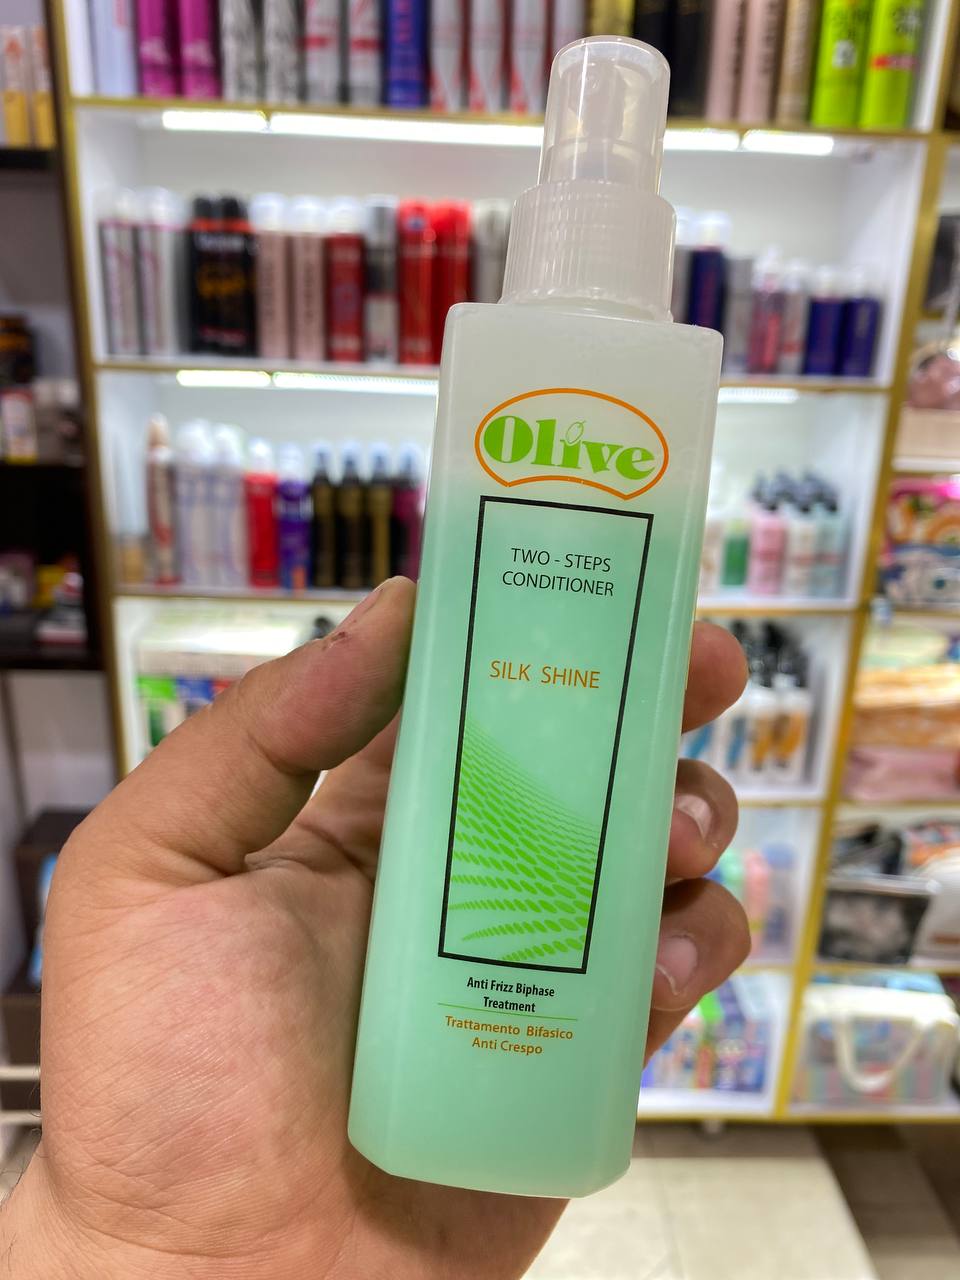 Olive
TWO - STEPS
CONDITIONER
SILK SHINE
Anti Frizz Biphase
Treatment
Trattamento Bifasico
Anti Crespo